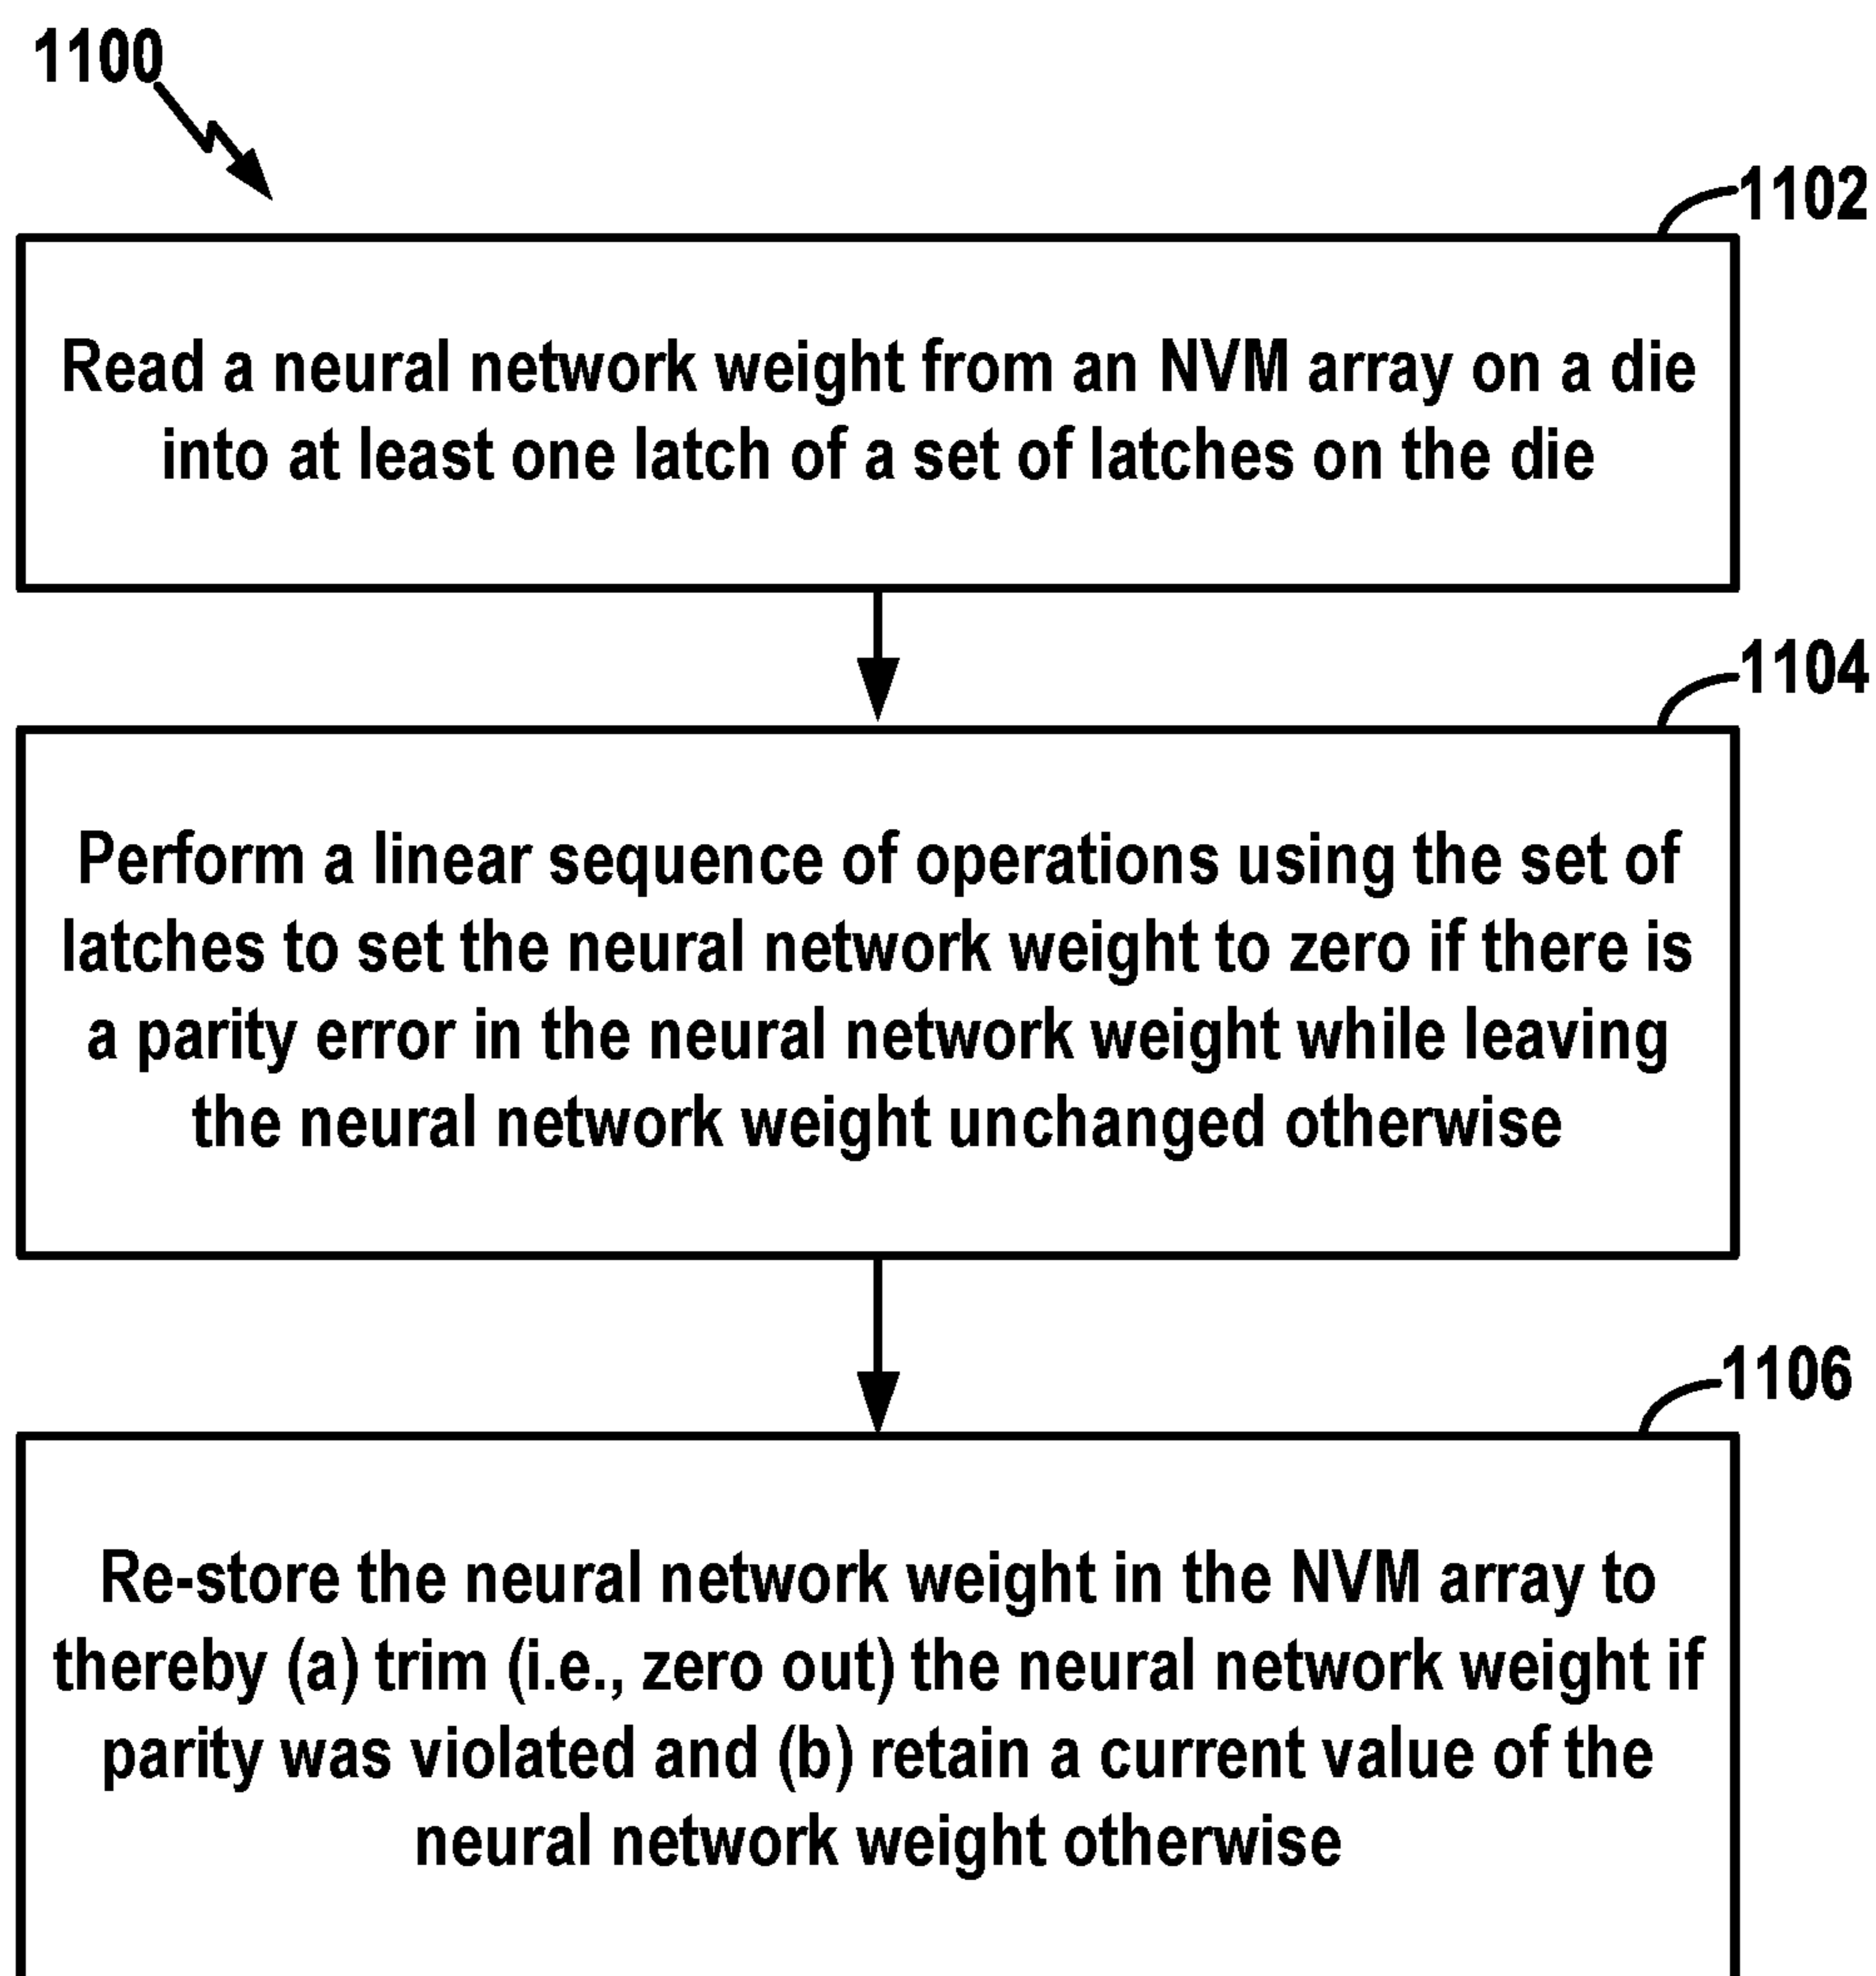 1100
1102
Read a neural network weight from an NVM array on a die
into at least one latch of a set of latches on the die
1104
Perform a linear sequence of operations using the set of
latches to set the neural network weight to zero if there is
a parity error in the neural network weight while leaving
the neural network weight unchanged otherwise
1106
Re-store the neural network weight in the NVM array to
thereby (a) trim (i.e., zero out) the neural network weight if
parity was violated and (b) retain a current value of the
neural network weight otherwise